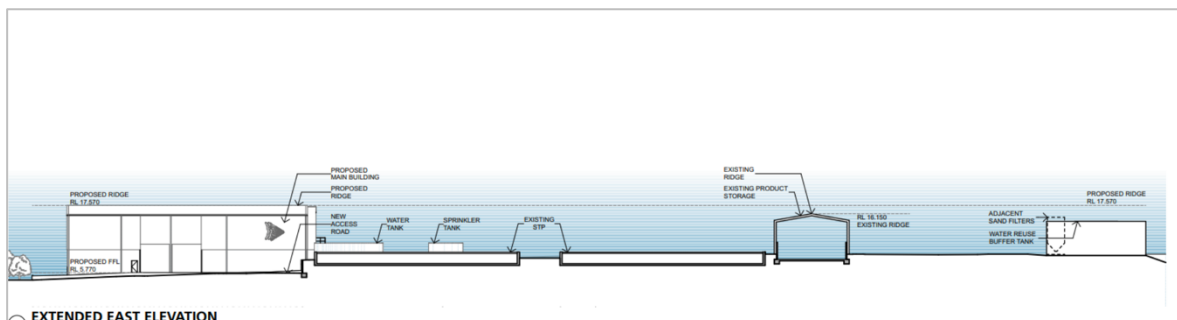 PROPOSED RIDGE
RL 17.570
PROPOSED
MAIN BUILDING
PROPOSED
RIDGE
NEW
ACCESS
ROAD
PROPOSED FFL
RL 5.770
WATER
TANK
SPRINKLER
TANK
EXISTING
STP
EXISTING
RIDGE
EXISTING PRODUCT
STORAGE
RL 16.150
EXISTING RIDGE
PROPOSED RIDGE
RL 17.570
ADJACENT
SAND FILTERS
WATER REUSE
BUFFER TANK
EXTENDED EAST ELEVATION